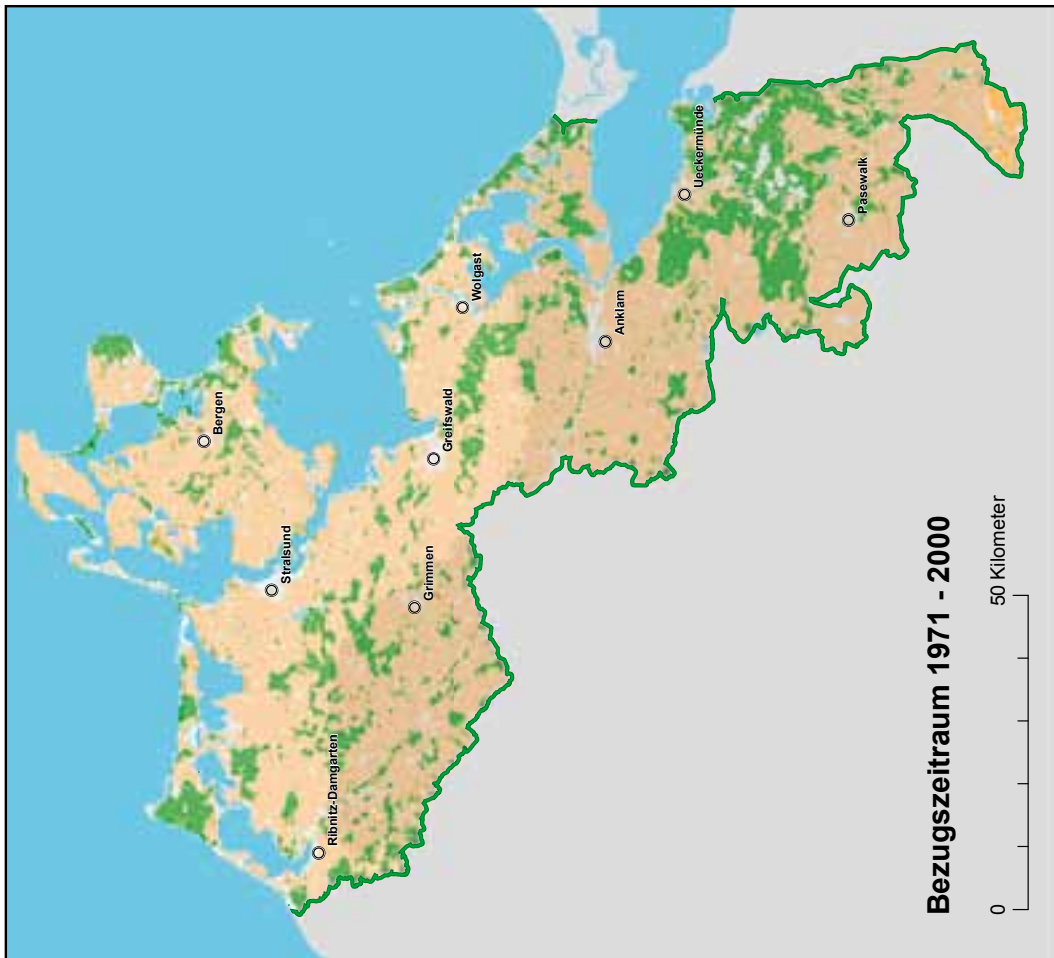 Bergen
Stralsund
Ribnitz-Damgarten
Grimmen
Greifswald
Wolgast
Anklam
Ueckermünde
Pasewalk
Bezugszeitraum 1971 - 2000
0
50 Kilometer